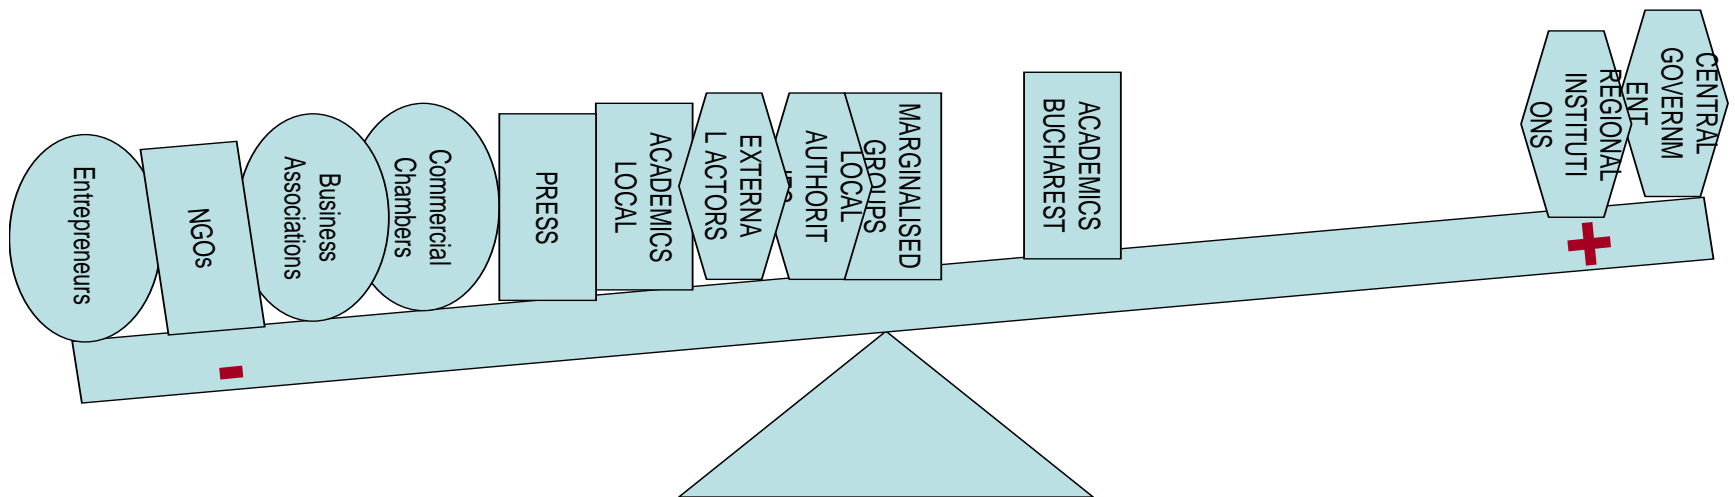 Entrepreneurs
NGOs
Business
Associations
Commercial
Chambers
PRESS
ACADEMICS
LOCAL
EXTERNA
L ACTORS
LOCAL
AUTHORIT
MARGINALISED
GROUPS
ACADEMICS
BUCHAREST
REGIONAL
INSTITUTI
ONS
CENTRAL
GOVERNM
ENT
-
+